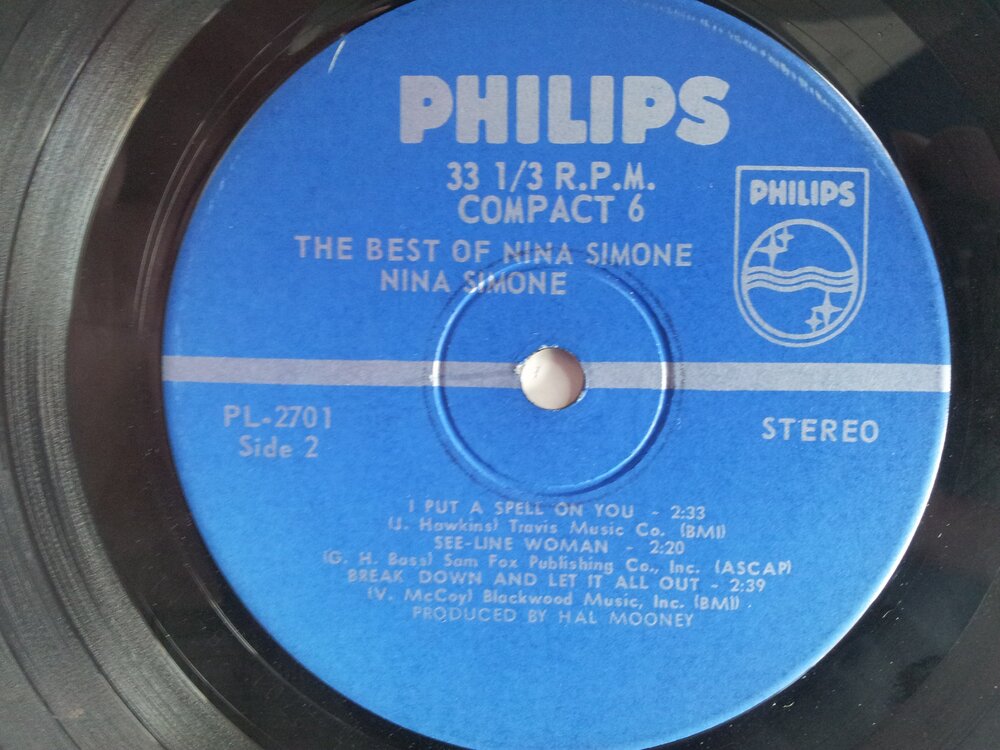 PHILIPS
33 1/3 R.P.M.
COMPACT 6
PHILIPS
THE BEST OF NINA SIMONE
NINA SIMONE
PL-2701
Side 2
STEREO
I PUT A SPELL ON YOU - 2:33
(J. Hawkins) Travis Music Co. (BMI)
SEE-LINE WOMAN - 2:20
(G. H. Bass) Sam Fox Publishing Co., Inc. (ASCAP)
BREAK DOWN AND LET IT ALL OUT - 2:39
(V. McCoy) Blackwood Music, Inc. (BMI)
PRODUCED BY HAL MOONEY